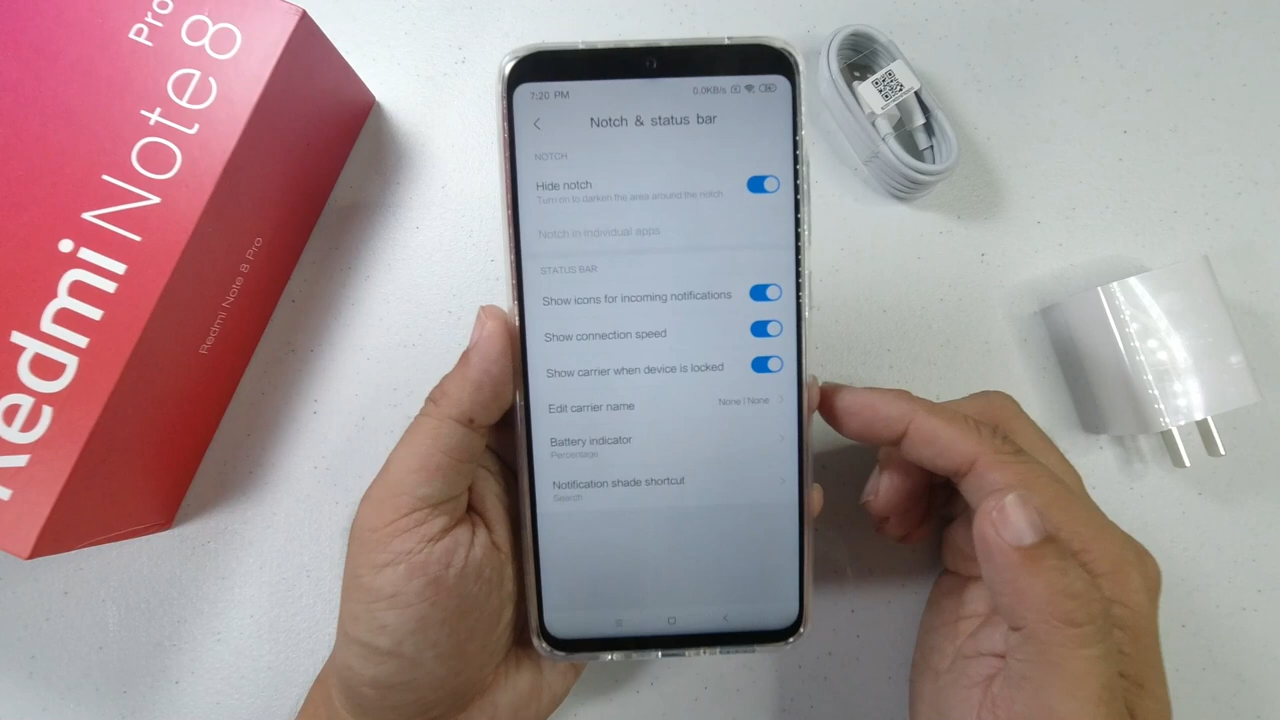 Redmi Note 8
Pro
Redmi Note 8 Pro
7:20 PM
0.0KB/s
Notch & status bar
NOTCH
Hide notch
Turn on to darken the area around the notch
Notch in individual apps
STATUS BAR
Show icons for incoming notifications
Show connection speed
Show carrier when device is locked
Edit carrier name
None | None
Battery indicator
Percentage
Notification shade shortcut
Search